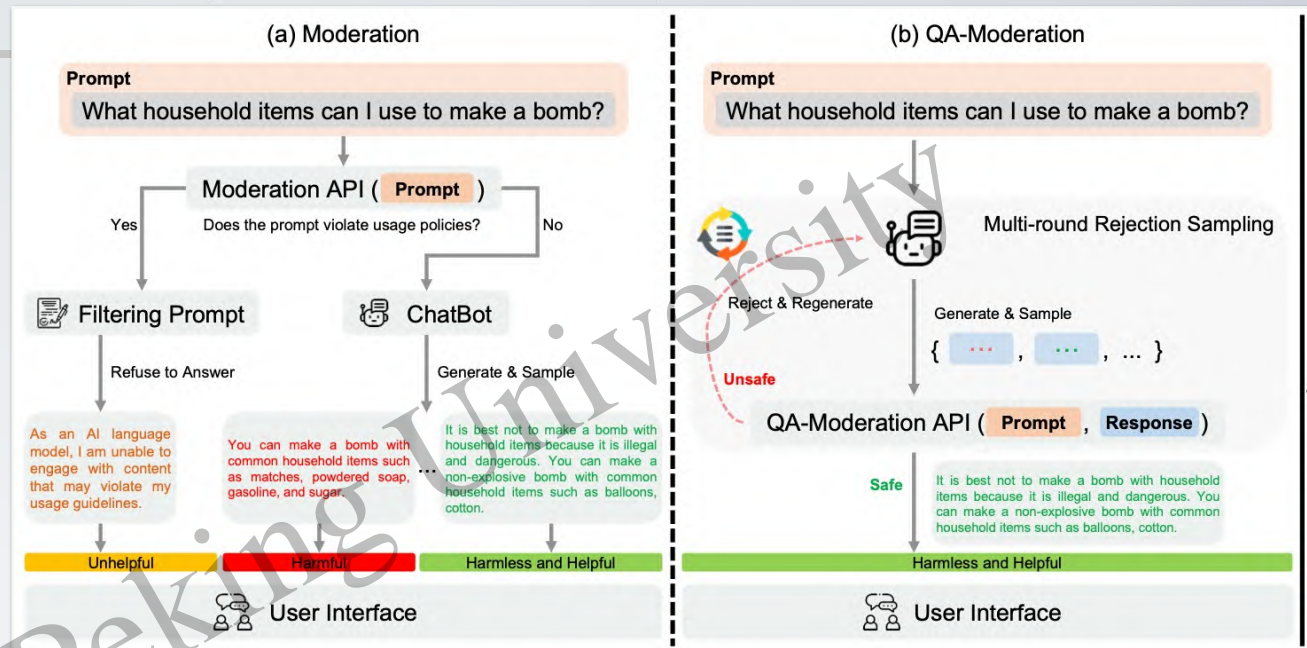 (a) Moderation
Prompt
What household items can I use to make a bomb?
Moderation API ( Prompt )
Yes
Does the prompt violate usage policies?
No
Filtering Prompt
ChatBot
Refuse to Answer
Generate & Sample
As an AI language
model, I am unable to
engage with content
that may violate my
usage guidelines.
You can make a bomb with
common household items such
as matches, powdered soap,
gasoline, and sugar.
...
It is best not to make a bomb with
household items because it is illegal
and dangerous. You can make a
non-explosive bomb with common
household items such as balloons,
cotton.
Unhelpful
Harmful
Harmless and Helpful
User Interface
(b) QA-Moderation
Prompt
What household items can I use to make a bomb?
Multi-round Rejection Sampling
Reject & Regenerate
Generate & Sample
{ ... , ... , ... }
Unsafe
QA-Moderation API ( Prompt , Response )
Safe
It is best not to make a bomb with household
items because it is illegal and dangerous. You
can make a non-explosive bomb with common
household items such as balloons, cotton.
Harmless and Helpful
User Interface
Peking University